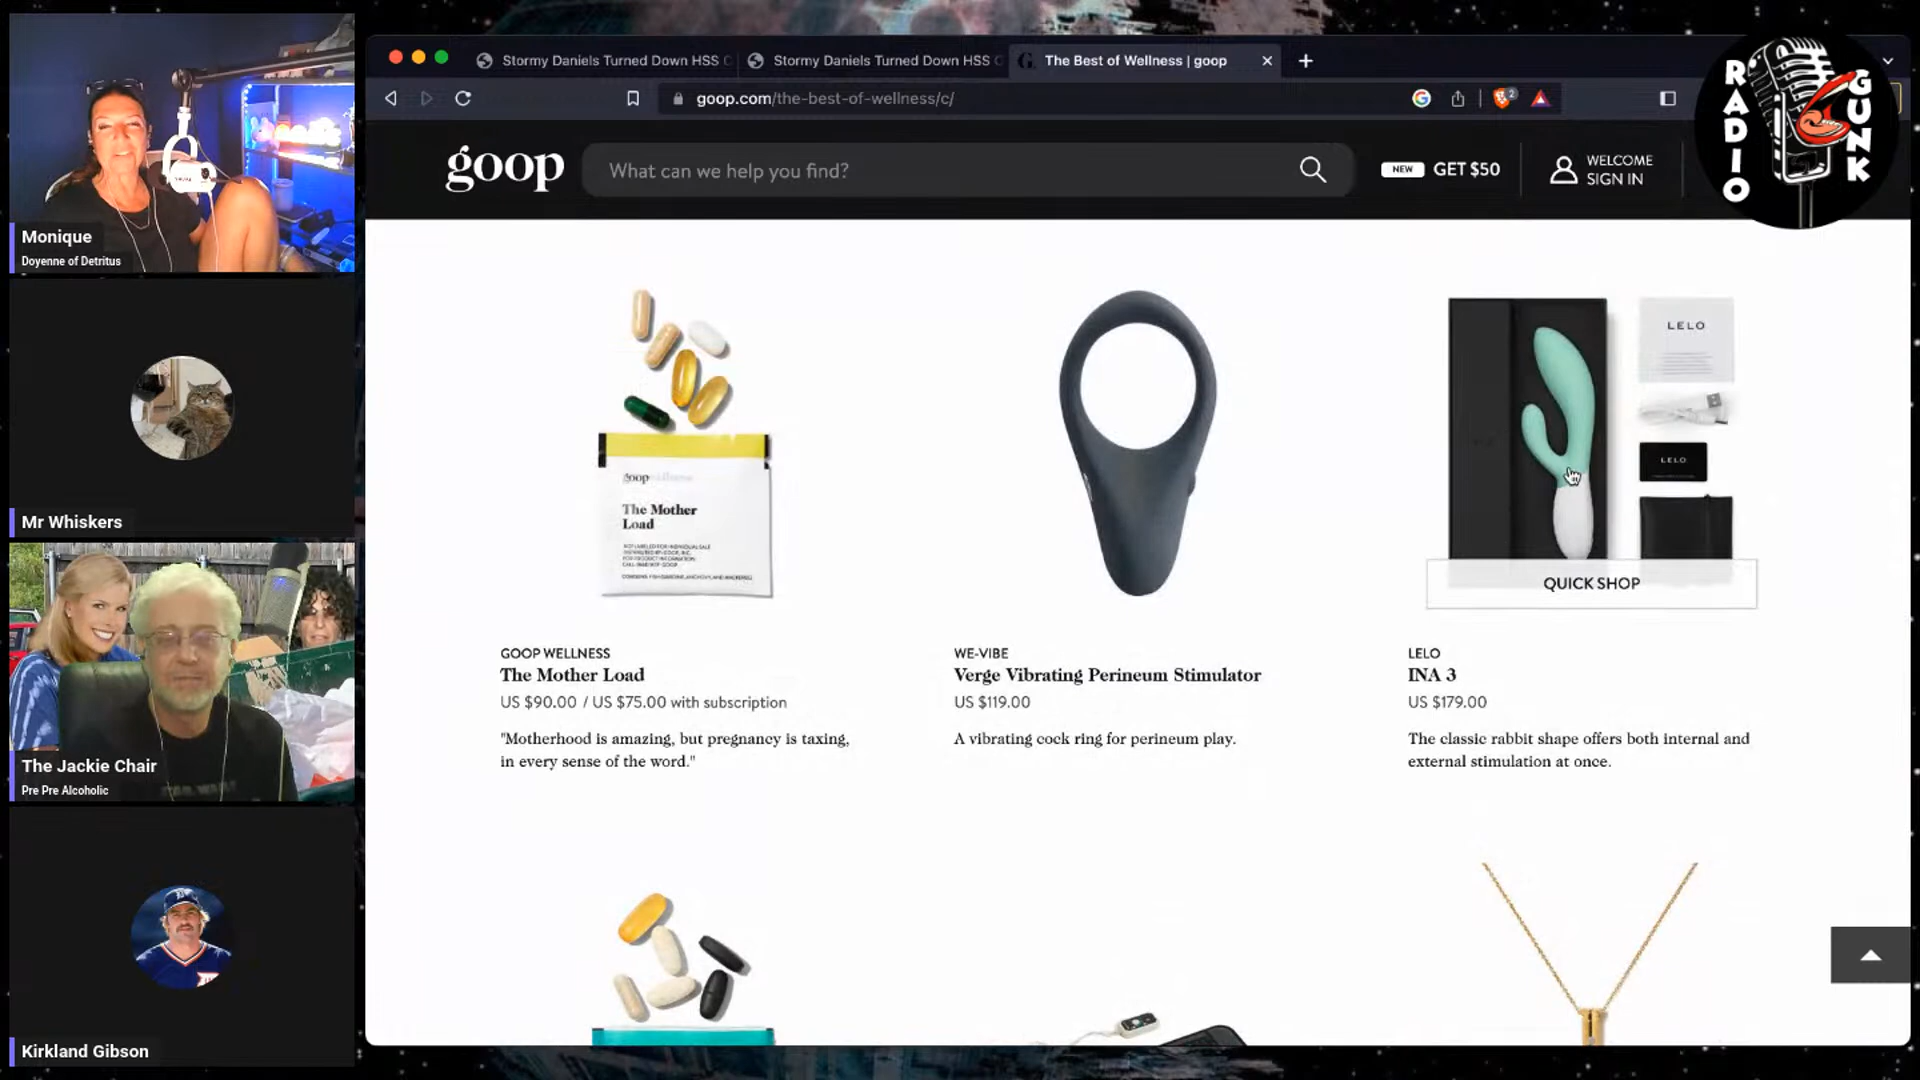 Stormy Daniels Turned Down HSS C
Stormy Daniels Turned Down HSS C
The Best of Wellness | goop
goop.com/the-best-of-wellness/c/
2
RADIO
GUNK
goop
What can we help you find?
NEW
GET $50
WELCOME
SIGN IN
Monique
Doyenne of Detritus
Mr Whiskers
The Jackie Chair
Pre Pre Alcoholic
Kirkland Gibson
goop wellness
The Mother
Load
LELO
LELO
QUICK SHOP
GOOP WELLNESS
The Mother Load
US $90.00 / US $75.00 with subscription
"Motherhood is amazing, but pregnancy is taxing,
in every sense of the word."
WE-VIBE
Verge Vibrating Perineum Stimulator
US $119.00
A vibrating cock ring for perineum play.
LELO
INA 3
US $179.00
The classic rabbit shape offers both internal and
external stimulation at once.